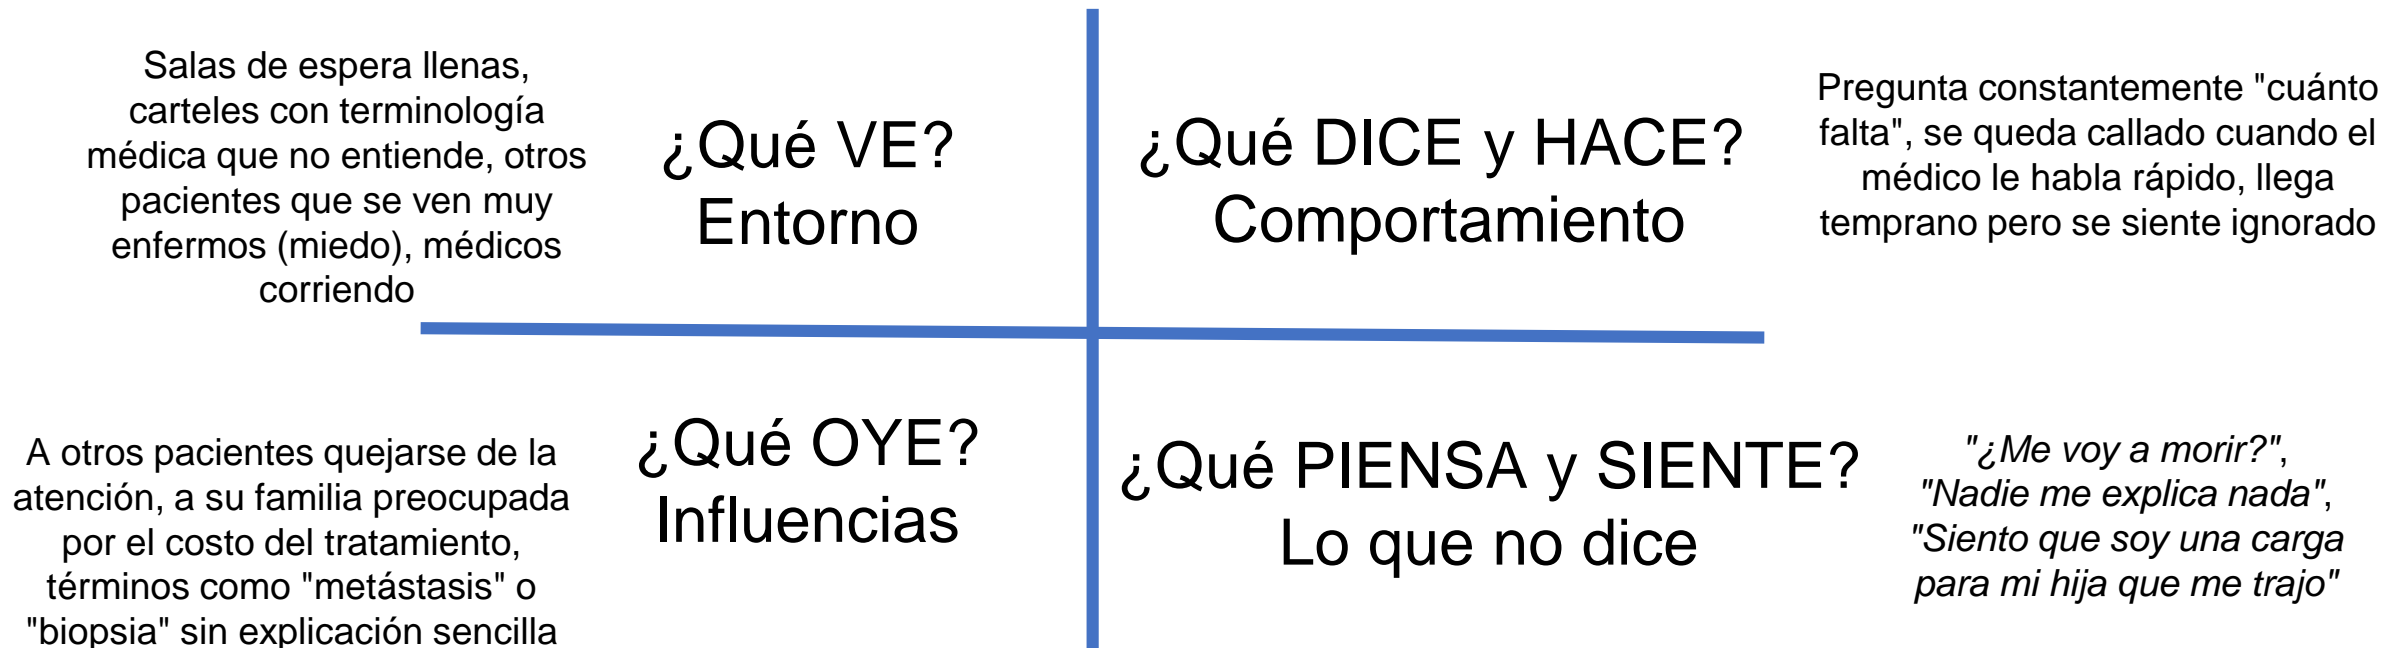 Salas de espera llenas,
carteles con terminología
médica que no entiende, otros
pacientes que se ven muy
enfermos (miedo), médicos
corriendo
¿Qué VE?
Entorno
¿Qué DICE y HACE?
Comportamiento
Pregunta constantemente "cuánto
falta", se queda callado cuando el
médico le habla rápido, llega
temprano pero se siente ignorado
A otros pacientes quejarse de la
atención, a su familia preocupada
por el costo del tratamiento,
términos como "metástasis" o
"biopsia" sin explicación sencilla
¿Qué OYE?
Influencias
¿Qué PIENSA y SIENTE?
Lo que no dice
"¿Me voy a morir?",
"Nadie me explica nada",
"Siento que soy una carga
para mi hija que me trajo"